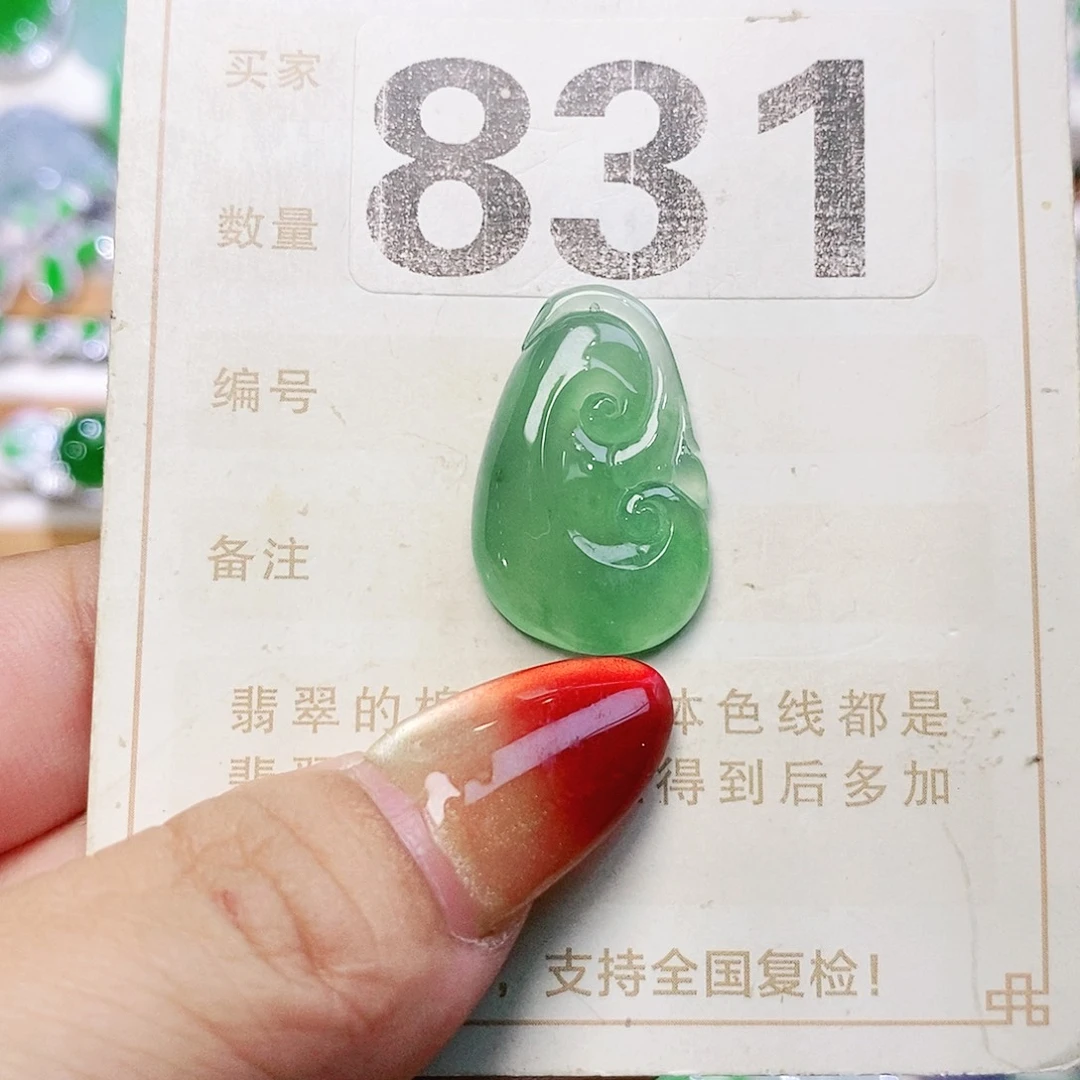 831
买家
数量
编号
备注
翡翠的 体色线都是
得到后多加
，支持全国复检！